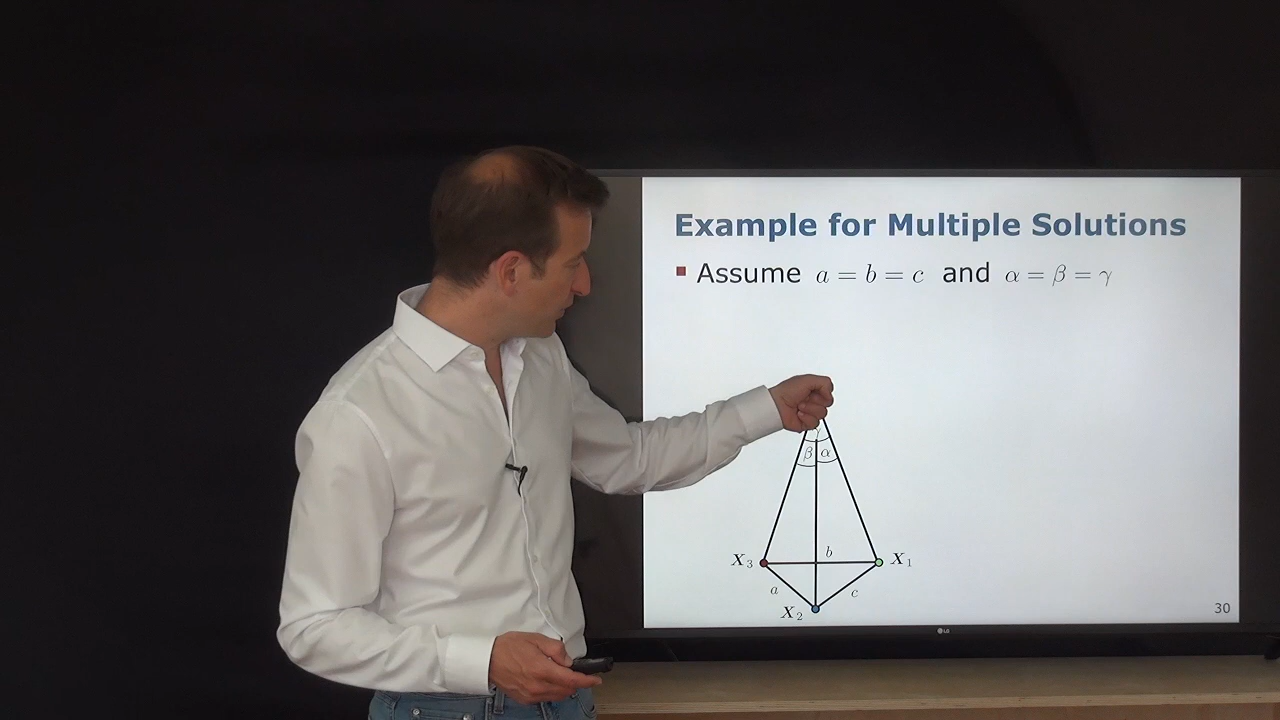 Example for Multiple Solutions
Assume a = b = c and α = β = γ
γ
β α
b
X3 X1
a c
X2
30
LG